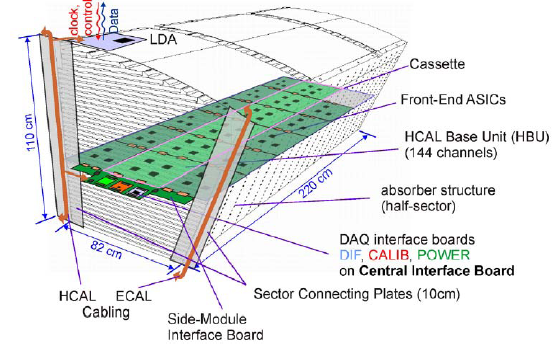 clock,
control
Data
LDA
Cassette
Front-End ASICs
110 cm
HCAL Base Unit (HBU)
(144 channels)
220 cm
absorber structure
(half-sector)
82 cm
DAQ interface boards
DIF, CALIB, POWER
on Central Interface Board
HCAL ECAL
Cabling
Sector Connecting Plates (10cm)
Side-Module
Interface Board